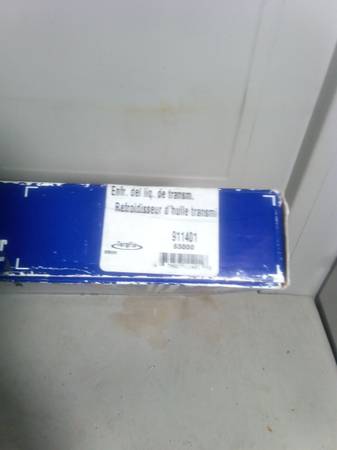 Enfr. del liq. de transm.
Refroidisseur d'huile transmi
911401
53000